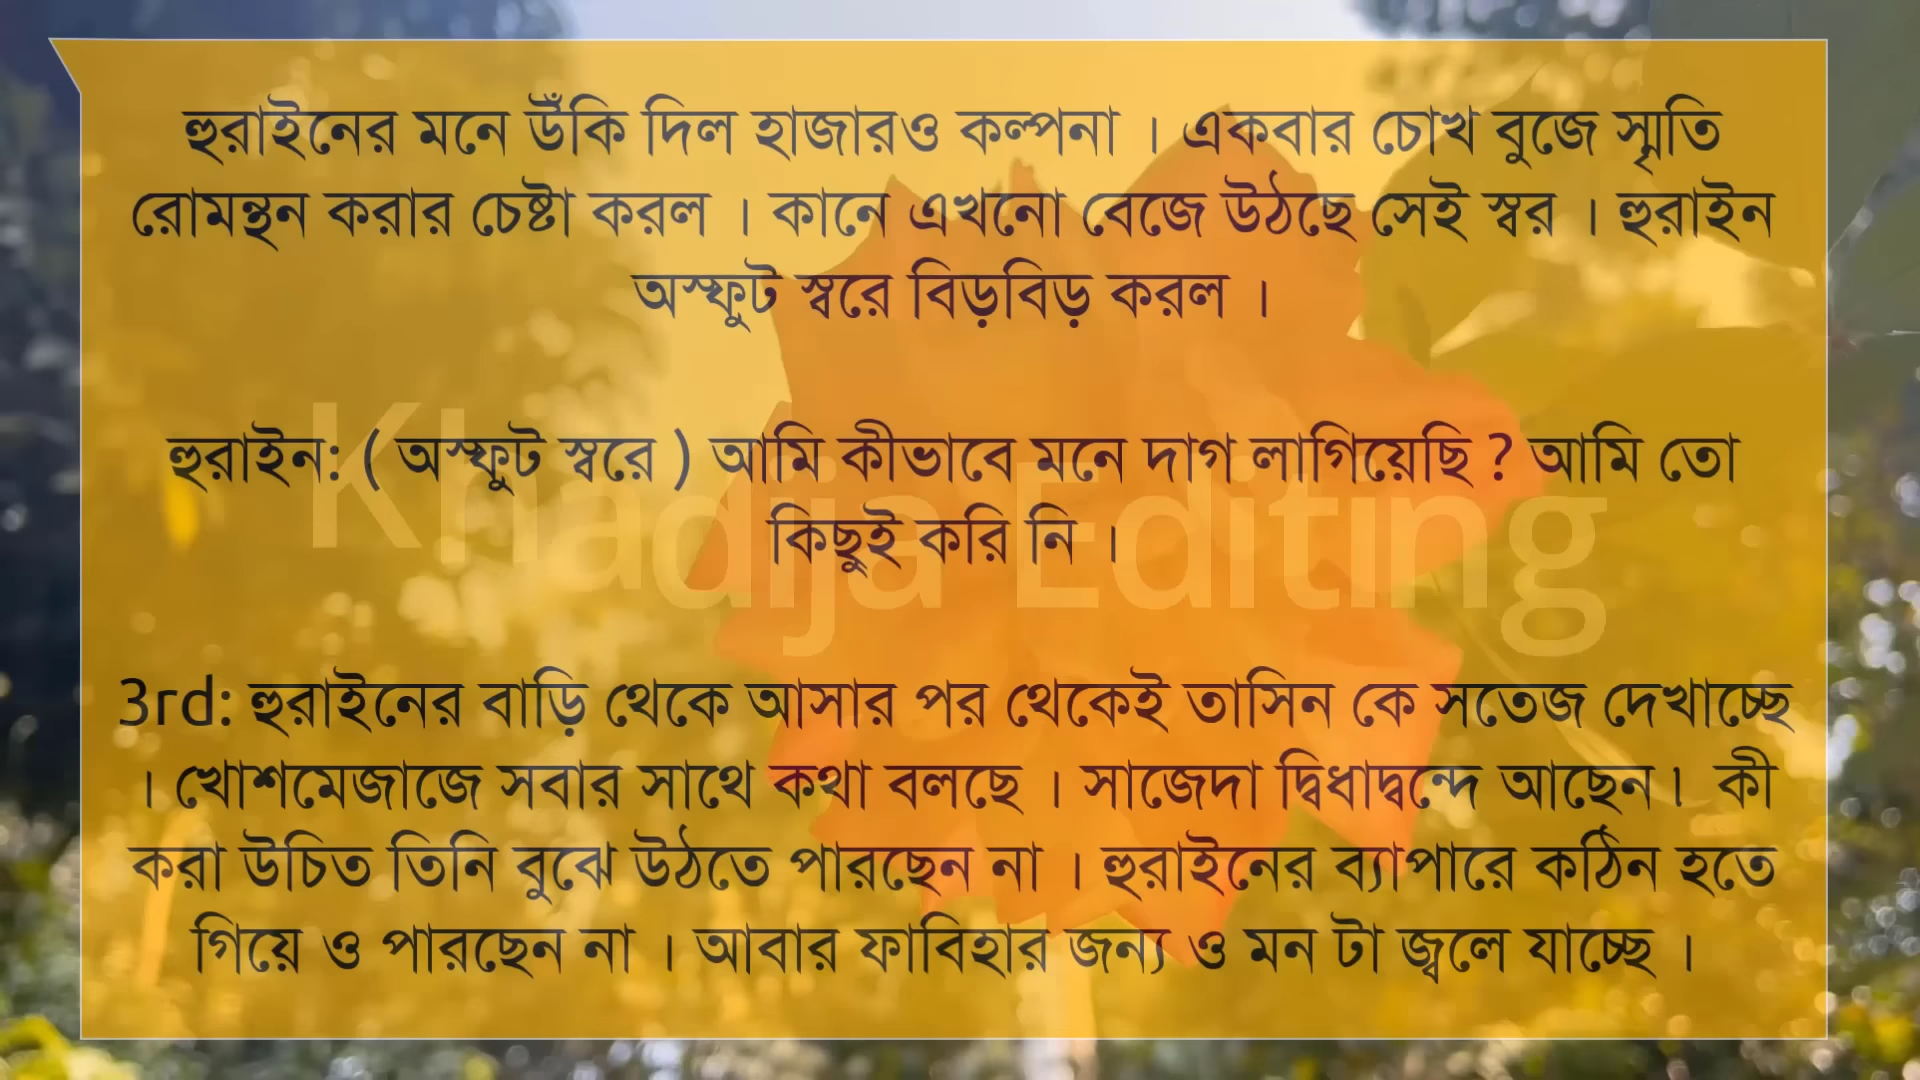 হুরাইনের মনে উঁকি দিল হাজারও কল্পনা । একবার চোখ বুজে স্মৃতি
রোমন্থন করার চেষ্টা করল । কানে এখনো বেজে উঠছে সেই স্বর । হুরাইন
অস্ফুট স্বরে বিড়বিড় করল ।
হুরাইন: ( অস্ফুট স্বরে ) আমি কীভাবে মনে দাগ লাগিয়েছি ? আমি তো
কিছুই করি নি ।
Khadija Editing
3rd: হুরাইনের বাড়ি থেকে আসার পর থেকেই তাসিন কে সতেজ দেখাচ্ছে
। খোশমেজাজে সবার সাথে কথা বলছে । সাজেদা দ্বিধাদ্বন্দে আছেন। কী
করা উচিত তিনি বুঝে উঠতে পারছেন না । হুরাইনের ব্যাপারে কঠিন হতে
গিয়ে ও পারছেন না । আবার ফাবিহার জন্য ও মন টা জ্বলে যাচ্ছে ।